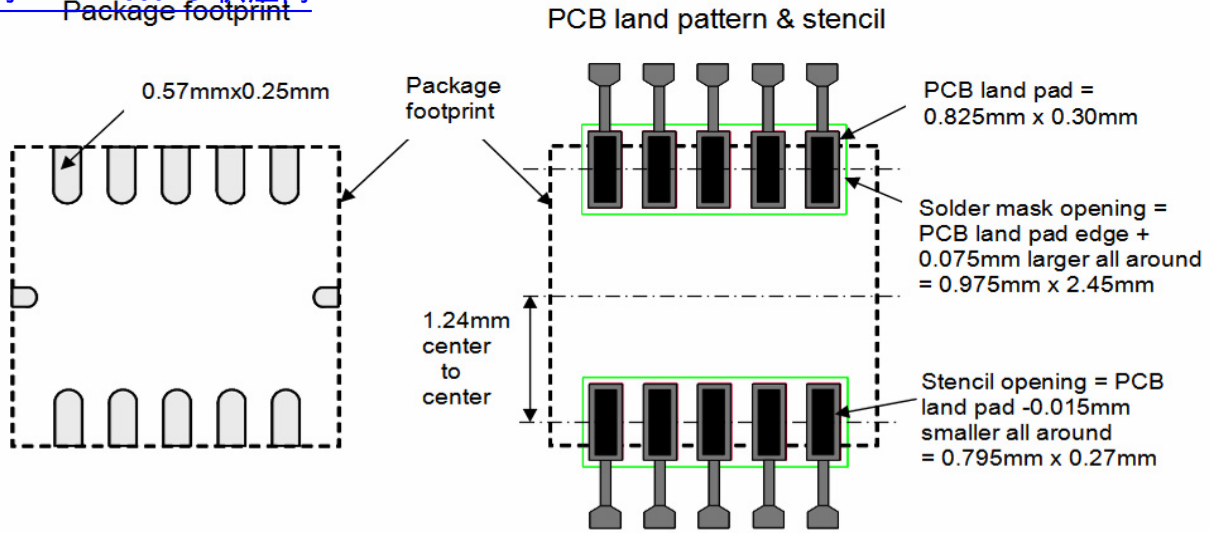 Package footprint
PCB land pattern & stencil
0.57mmx0.25mm
Package
footprint
PCB land pad =
0.825mm x 0.30mm
Solder mask opening =
PCB land pad edge +
0.075mm larger all around
= 0.975mm x 2.45mm
1.24mm
center
to
center
Stencil opening = PCB
land pad -0.015mm
smaller all around
= 0.795mm x 0.27mm